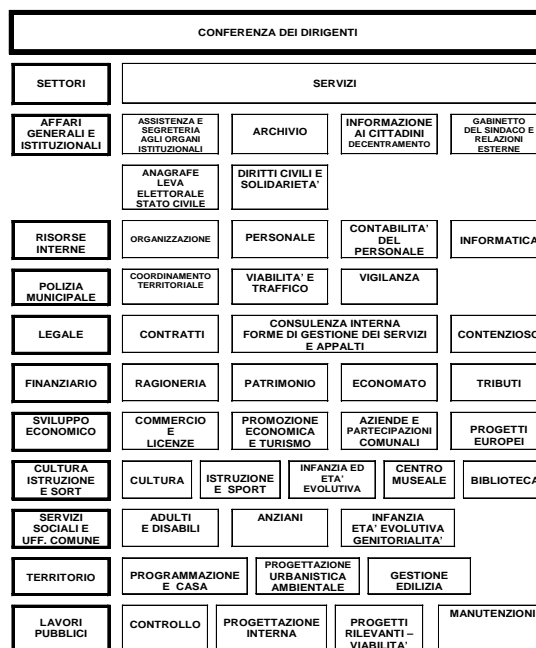 CONFERENZA DEI DIRIGENTI
SETTORI
SERVIZI
AFFARI
GENERALI E
ISTITUZIONALI
ASSISTENZA E
SEGRETERIA
AGLI ORGANI
ISTITUZIONALI
ARCHIVIO
INFORMAZIONE
AI CITTADINI
DECENTRAMENTO
GABINETTO
DEL SINDACO E
RELAZIONI
ESTERNE
ANAGRAFE
LEVA
ELETTORALE
STATO CIVILE
DIRITTI CIVILI E
SOLIDARIETA'
RISORSE
INTERNE
ORGANIZZAZIONE
PERSONALE
CONTABILITA'
DEL
PERSONALE
INFORMATICA
POLIZIA
MUNICIPALE
COORDINAMENTO
TERRITORIALE
VIABILITA' E
TRAFFICO
VIGILANZA
LEGALE
CONTRATTI
CONSULENZA INTERNA
FORME DI GESTIONE DEI SERVIZI
E APPALTI
CONTENZIOSO
FINANZIARIO
RAGIONERIA
PATRIMONIO
ECONOMATO
TRIBUTI
SVILUPPO
ECONOMICO
COMMERCIO
E
LICENZE
PROMOZIONE
ECONOMICA
E TURISMO
AZIENDE E
PARTECIPAZIONI
COMUNALI
PROGETTI
EUROPEI
CULTURA
ISTRUZIONE
E SORT
CULTURA
ISTRUZIONE
E SPORT
INFANZIA ED
ETA'
EVOLUTIVA
CENTRO
MUSEALE
BIBLIOTECA
SERVIZI
SOCIALI E
UFF. COMUNE
ADULTI
E DISABILI
ANZIANI
INFANZIA
ETA' EVOLUTIVA
GENITORIALITA'
TERRITORIO
PROGRAMMAZIONE
E CASA
PROGETTAZIONE
URBANISTICA
AMBIENTALE
GESTIONE
EDILIZIA
LAVORI
PUBBLICI
CONTROLLO
PROGETTAZIONE
INTERNA
PROGETTI
RILEVANTI –
VIABILITA'
MANUTENZIONI